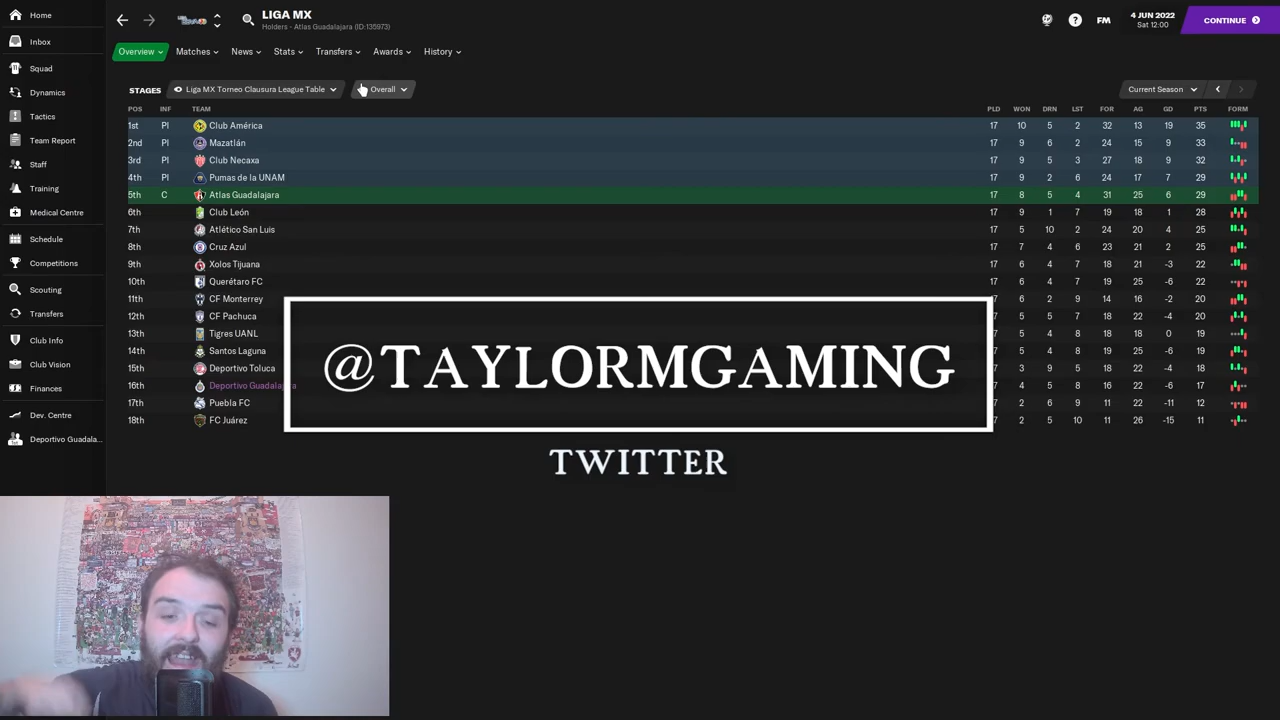 Home
Inbox
Squad
Dynamics
Tactics
Team Report
Staff
Training
Medical Centre
Schedule
Competitions
Scouting
Transfers
Club Info
Club Vision
Finances
Dev. Centre
Deportivo Guadala...
LIGA MX
Holders - Atlas Guadalajara (ID:135973)
FM
4 JUN 2022
Sat 12:00
CONTINUE
Overview Matches News Stats Transfers Awards History
STAGES Liga MX Torneo Clausura League Table Overall Current Season
POS INF TEAM PLD WON DRN LST FOR AG GD PTS FORM
1st Pl Club América 17 10 5 2 32 13 19 35
2nd Pl Mazatlán 17 9 6 2 24 15 9 33
3rd Pl Club Necaxa 17 9 5 3 27 18 9 32
4th Pl Pumas de la UNAM 17 9 2 6 24 17 7 29
5th C Atlas Guadalajara 17 8 5 4 31 25 6 29
6th Club León 17 9 1 7 19 18 1 28
7th Atlético San Luis 17 5 10 2 24 20 4 25
8th Cruz Azul 17 7 4 6 23 21 2 25
9th Xolos Tijuana 17 6 4 7 18 21 -3 22
10th Querétaro FC 17 6 4 7 19 25 -6 22
11th CF Monterrey 6 2 9 14 16 -2 20
12th CF Pachuca 17 5 5 7 18 22 -4 20
13th Tigres UANL 17 5 4 8 18 18 0 19
14th Santos Laguna 17 5 4 8 19 25 -6 19
15th Deportivo Toluca 17 3 9 5 18 22 -4 18
16th Deportivo Guadalajara 17 4 5 8 16 22 -6 17
17th Puebla FC 17 2 6 9 11 22 -11 12
18th FC Juárez 17 2 5 10 11 26 -15 11
@TAYLORMGAMING
TWITTER